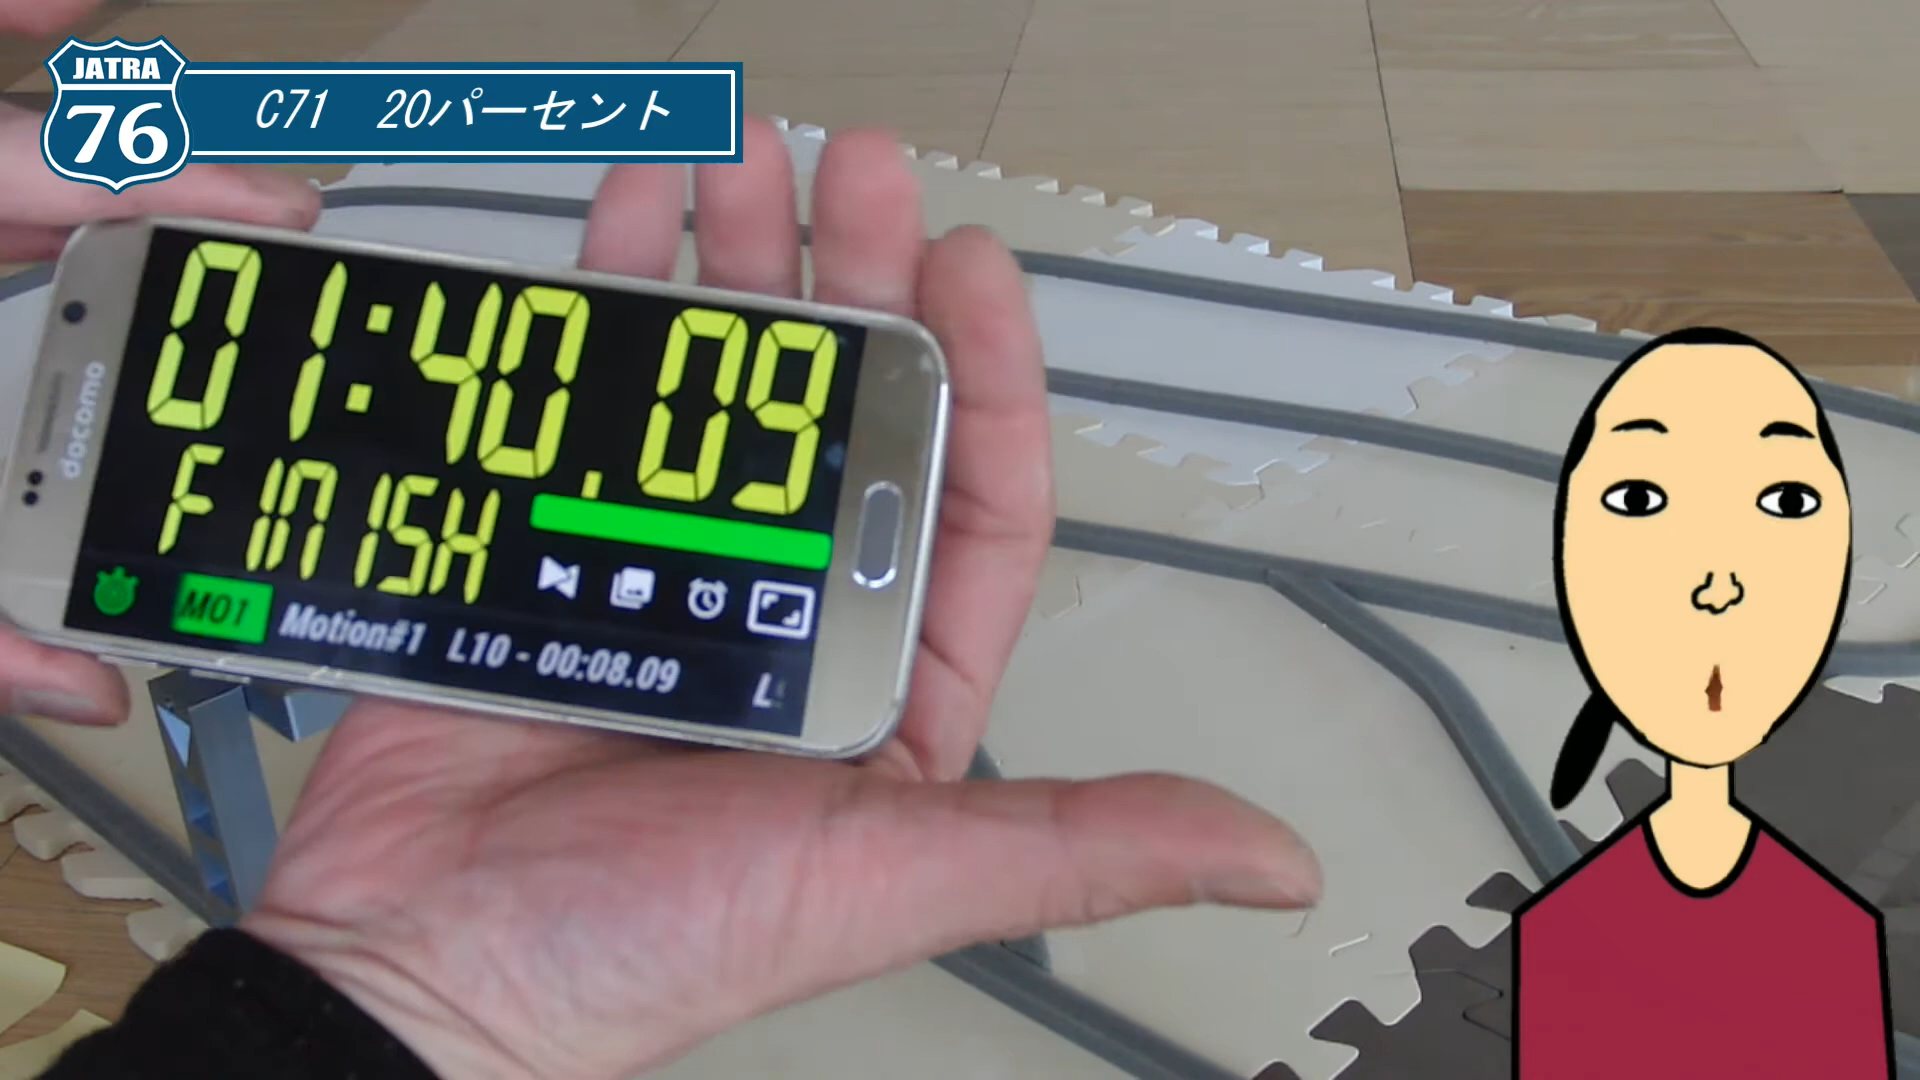 JATRA
76
C71 20パーセント
docomo
01:40.09
FINISH
M01 Motion#1 L10 - 00:08.09